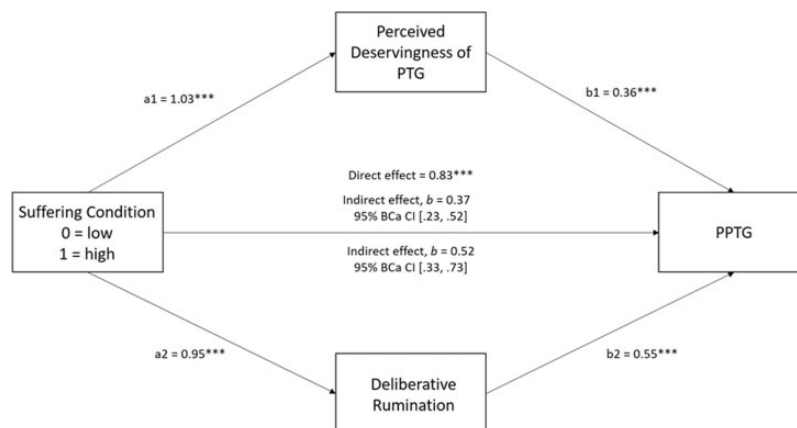 Perceived
Deservingness of
PTG
a1 = 1.03***
b1 = 0.36***
Direct effect = 0.83***
Indirect effect, b = 0.37
95% BCa CI [.23, .52]
Suffering Condition
0 = low
1 = high
PPTG
Indirect effect, b = 0.52
95% BCa CI [.33, .73]
a2 = 0.95***
b2 = 0.55***
Deliberative
Rumination